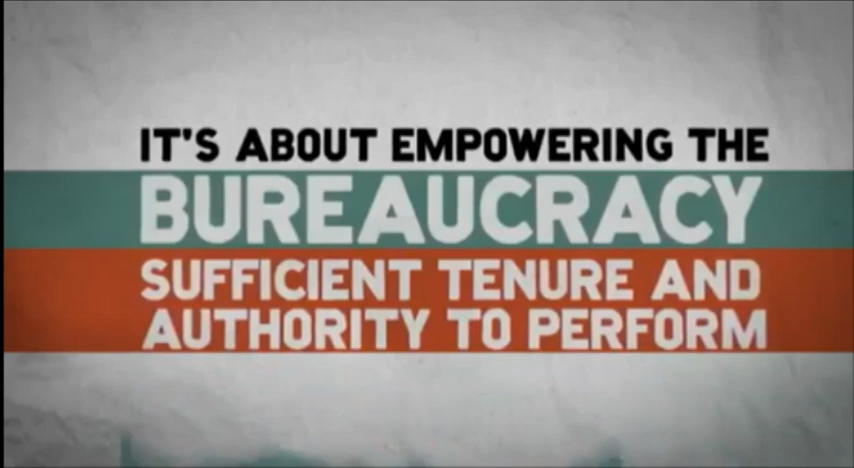 IT'S ABOUT EMPOWERING THE
BUREAUCRACY
SUFFICIENT TENURE AND
AUTHORITY TO PERFORM